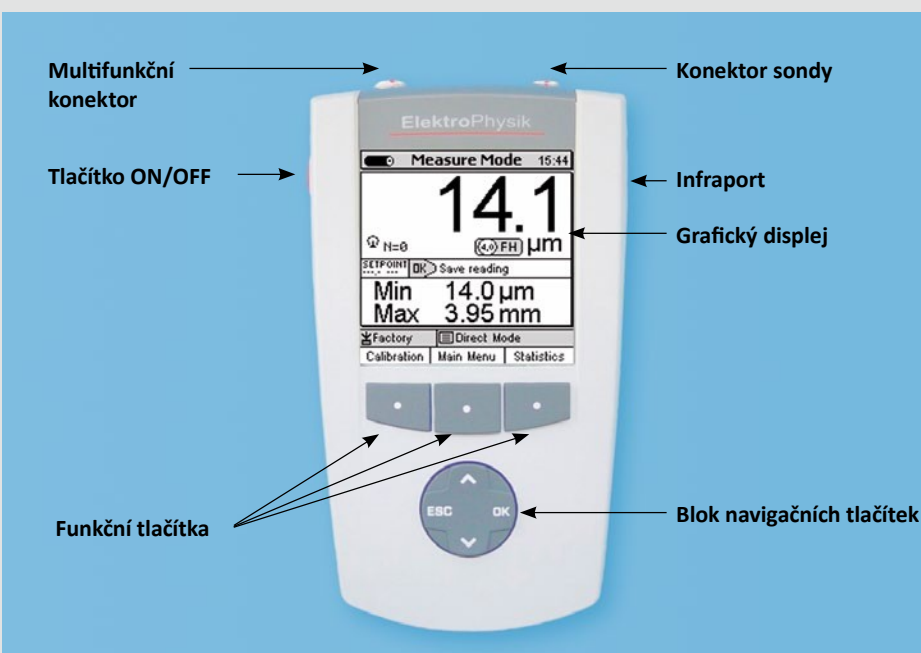 Multifunkční
konektor
Konektor sondy
Tlačítko ON/OFF
Infraport
Grafický displej
ElektroPhysik
Measure Mode 15:44
14.1
N=0 (4,0) FH µm
SETPOINT OK Save reading
Min 14.0 µm
Max 3.95 mm
Factory Direct Mode
Calibration Main Menu Statistics
Funkční tlačítka
ESC OK
Blok navigačních tlačítek